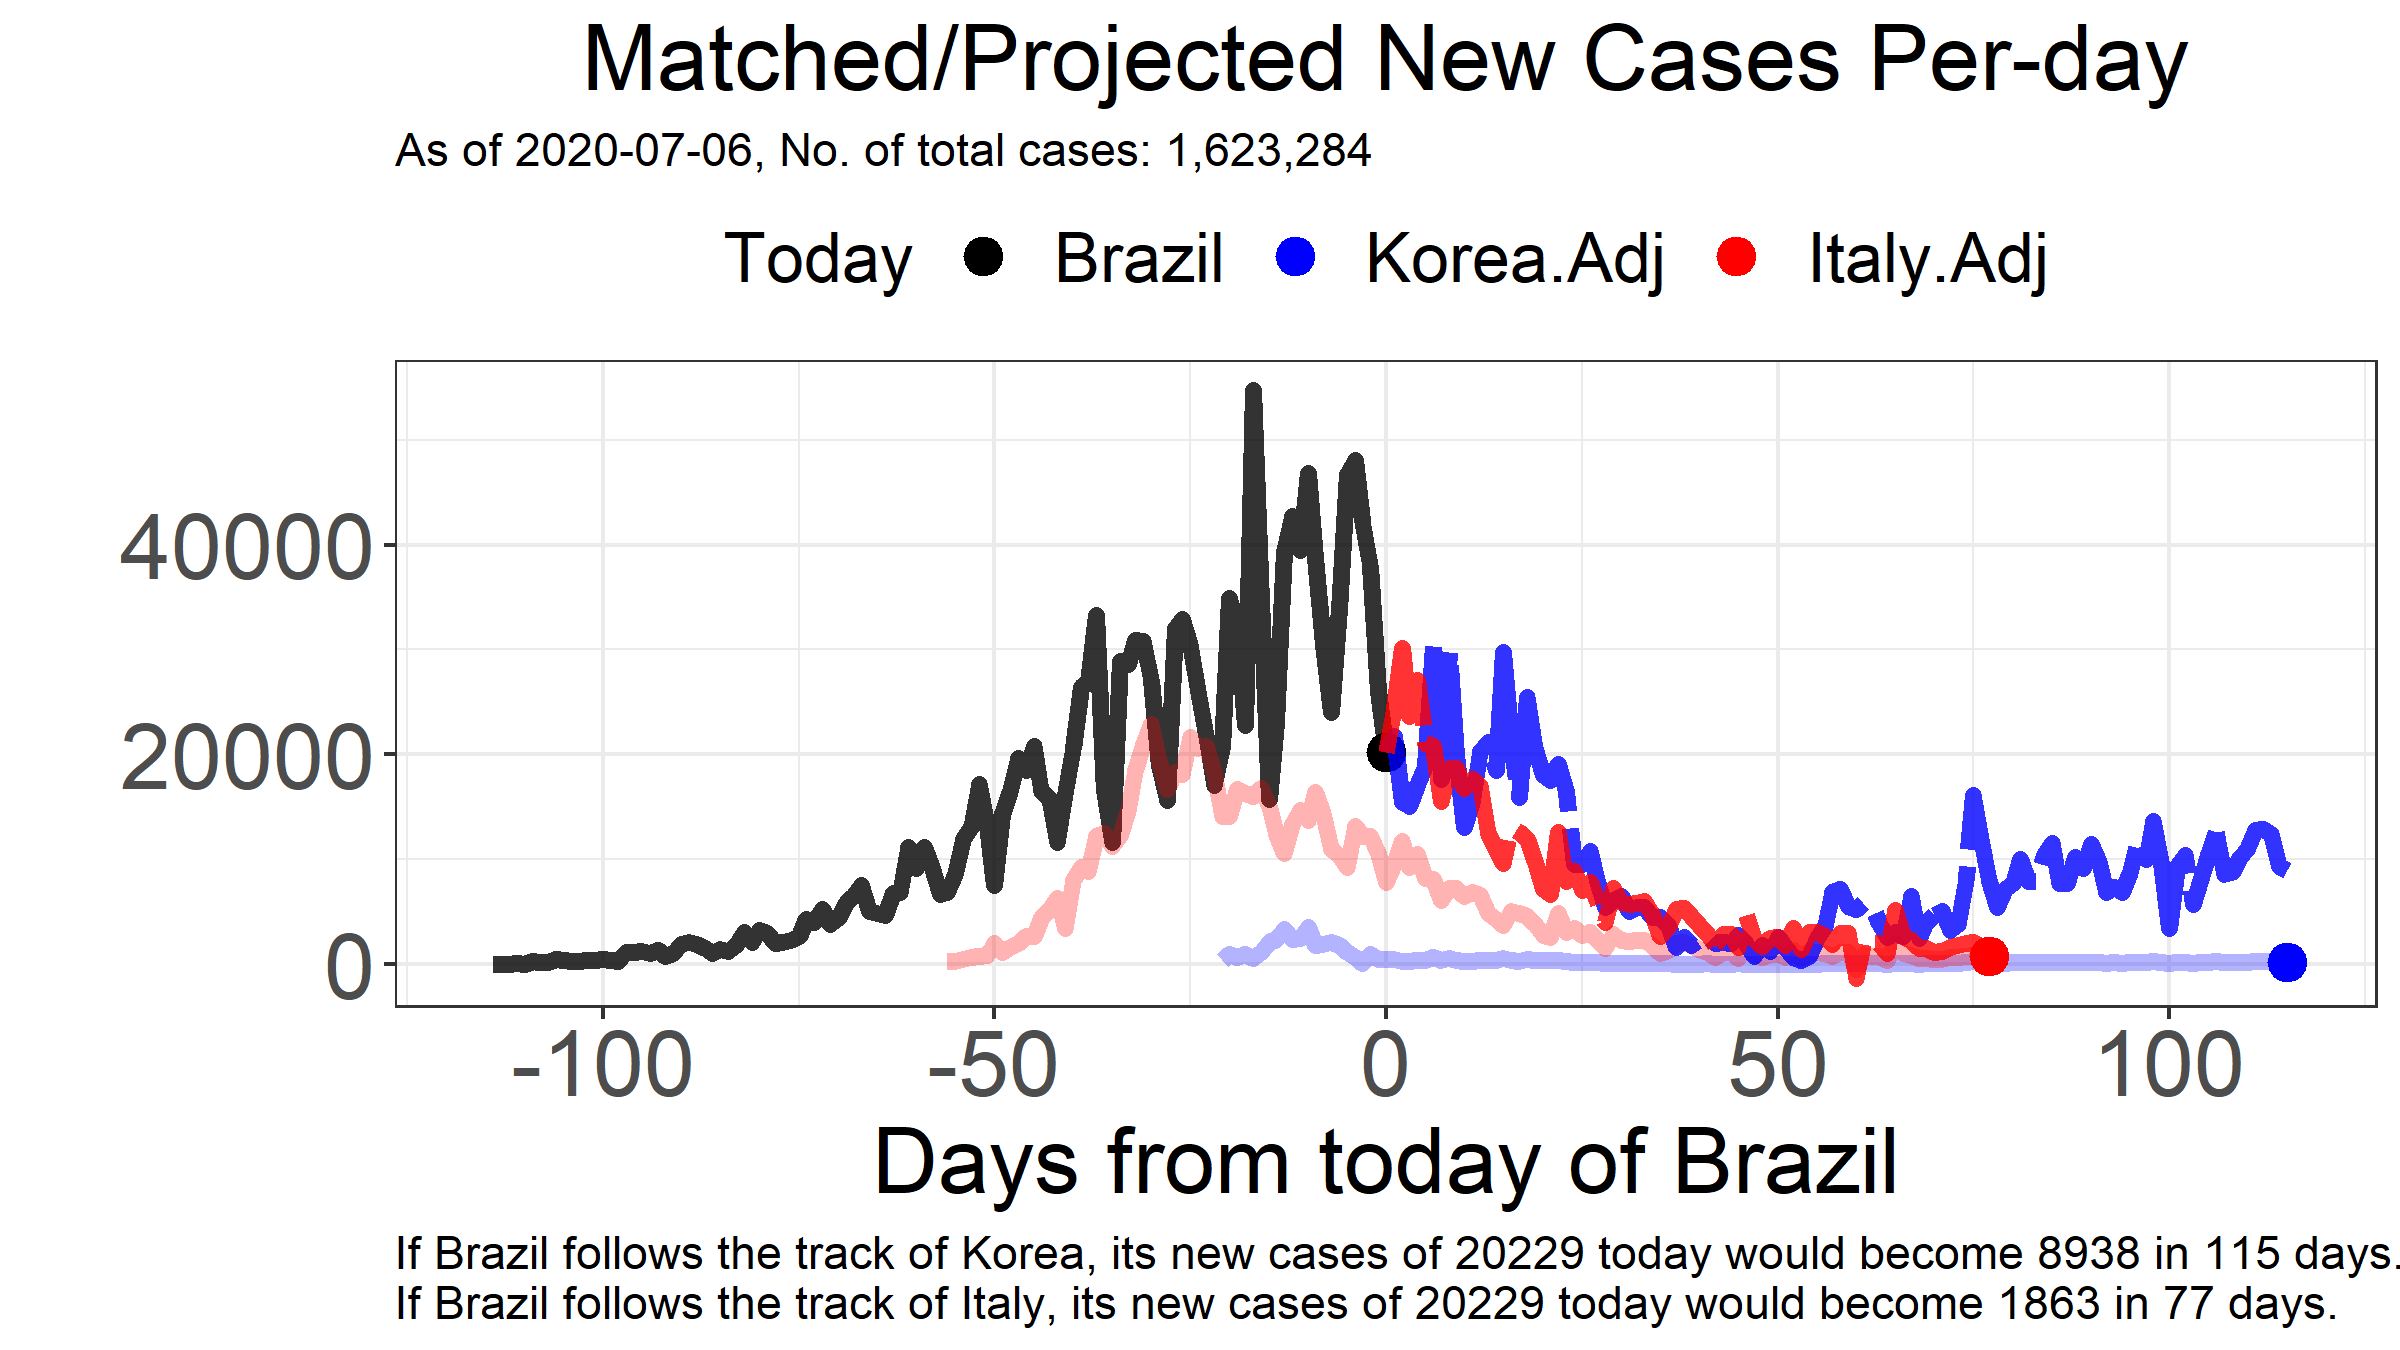 Matched/Projected New Cases Per-day
As of 2020-07-06, No. of total cases: 1,623,284
Today Brazil Korea.Adj Italy.Adj
40000
20000
0
-100 -50 0 50 100
Days from today of Brazil
If Brazil follows the track of Korea, its new cases of 20229 today would become 8938 in 115 days.
If Brazil follows the track of Italy, its new cases of 20229 today would become 1863 in 77 days.